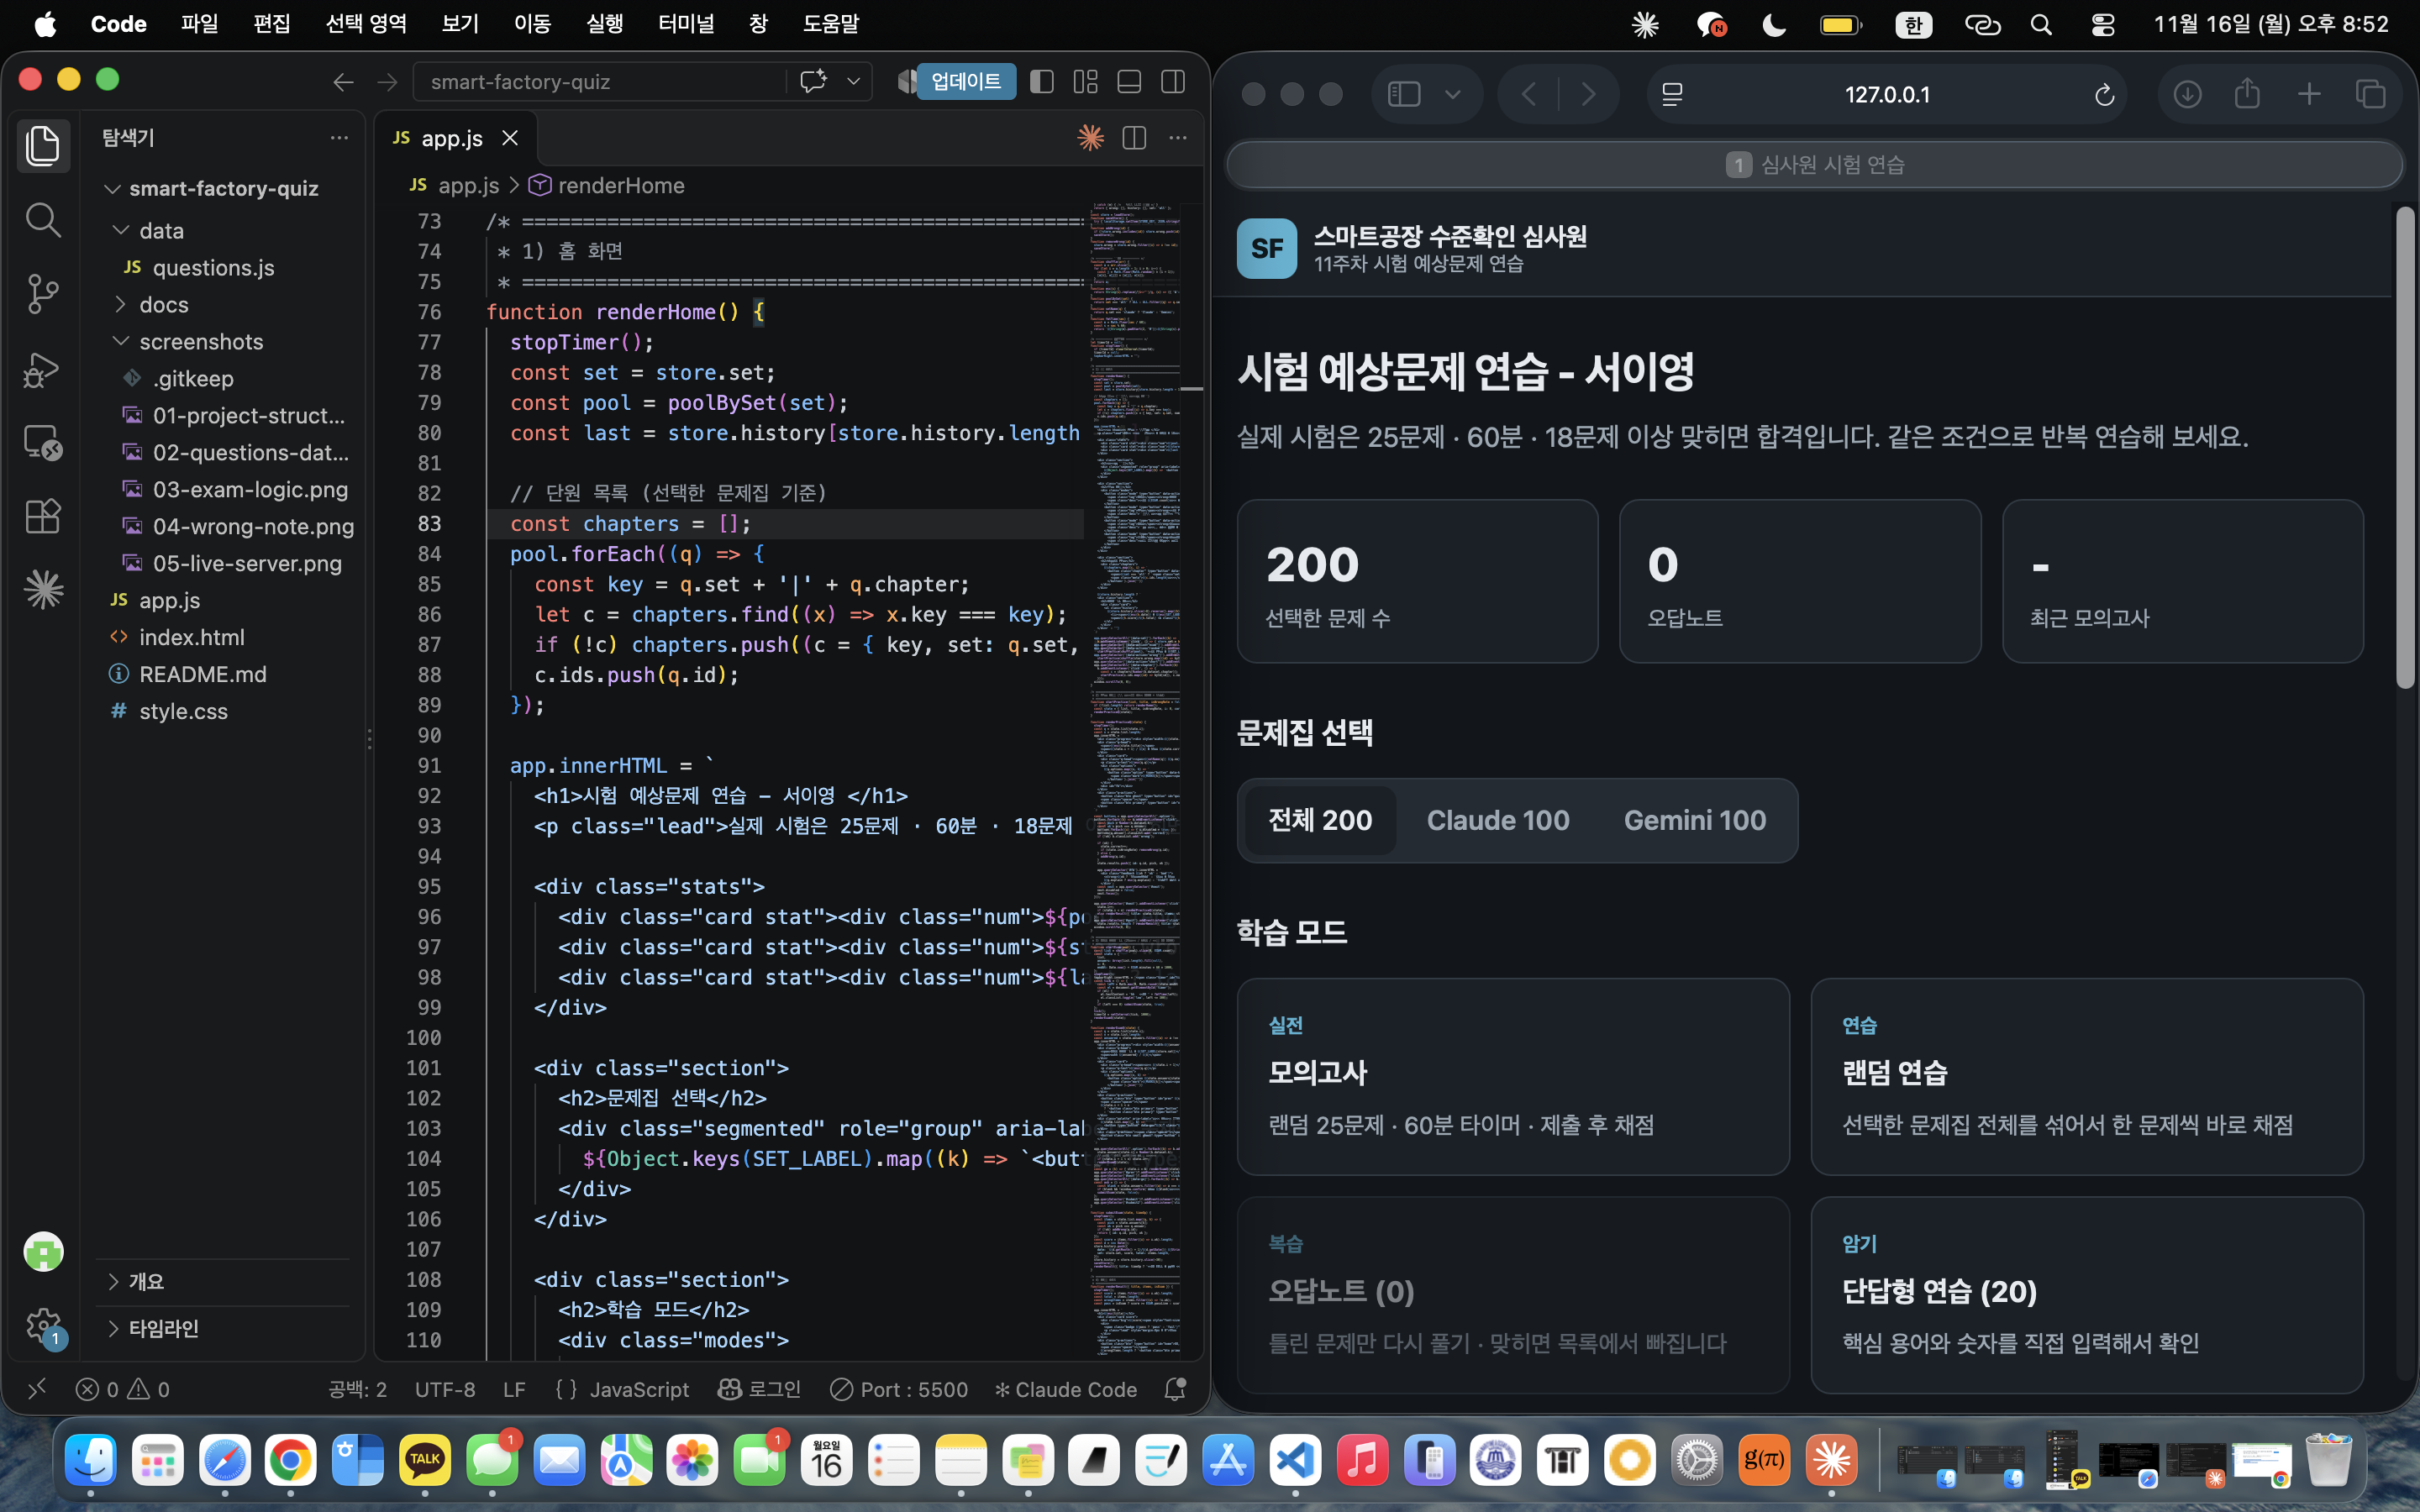 Code 파일 편집 선택 영역 보기 이동 실행 터미널 창 도움말
한 11월 16일 (월) 오후 8:52
smart-factory-quiz 업데이트
탐색기
smart-factory-quiz
data
JS questions.js
docs
screenshots
.gitkeep
01-project-struct...
02-questions-dat...
03-exam-logic.png
04-wrong-note.png
05-live-server.png
JS app.js
<> index.html
README.md
# style.css
개요
타임라인
1
JS app.js
JS app.js > renderHome
73 /* ==============================================
74 * 1) 홈 화면
75 * ==============================================
76 function renderHome() {
77 stopTimer();
78 const set = store.set;
79 const pool = poolBySet(set);
80 const last = store.history[store.history.length
81
82 // 단원 목록 (선택한 문제집 기준)
83 const chapters = [];
84 pool.forEach((q) => {
85 const key = q.set + '|' + q.chapter;
86 let c = chapters.find((x) => x.key === key);
87 if (!c) chapters.push((c = { key, set: q.set,
88 c.ids.push(q.id);
89 });
90
91 app.innerHTML = `
92 <h1>시험 예상문제 연습 - 서이영 </h1>
93 <p class="lead">실제 시험은 25문제 · 60분 · 18문제
94
95 <div class="stats">
96 <div class="card stat"><div class="num">${po
97 <div class="card stat"><div class="num">${st
98 <div class="card stat"><div class="num">${la
99 </div>
100
101 <div class="section">
102 <h2>문제집 선택</h2>
103 <div class="segmented" role="group" aria-lab
104 ${Object.keys(SET_LABEL).map((k) => `<butt
105 </div>
106 </div>
107
108 <div class="section">
109 <h2>학습 모드</h2>
110 <div class="modes">
0 0 공백: 2 UTF-8 LF {} JavaScript 로그인 Port : 5500 Claude Code
127.0.0.1
1 심사원 시험 연습
SF 스마트공장 수준확인 심사원
11주차 시험 예상문제 연습
시험 예상문제 연습 - 서이영
실제 시험은 25문제 · 60분 · 18문제 이상 맞히면 합격입니다. 같은 조건으로 반복 연습해 보세요.
200
선택한 문제 수
0
오답노트
-
최근 모의고사
문제집 선택
전체 200 Claude 100 Gemini 100
학습 모드
실전
모의고사
랜덤 25문제 · 60분 타이머 · 제출 후 채점
연습
랜덤 연습
선택한 문제집 전체를 섞어서 한 문제씩 바로 채점
복습
오답노트 (0)
틀린 문제만 다시 풀기 · 맞히면 목록에서 빠집니다
암기
단답형 연습 (20)
핵심 용어와 숫자를 직접 입력해서 확인
TALK 1 1 월요일 16 g(π)